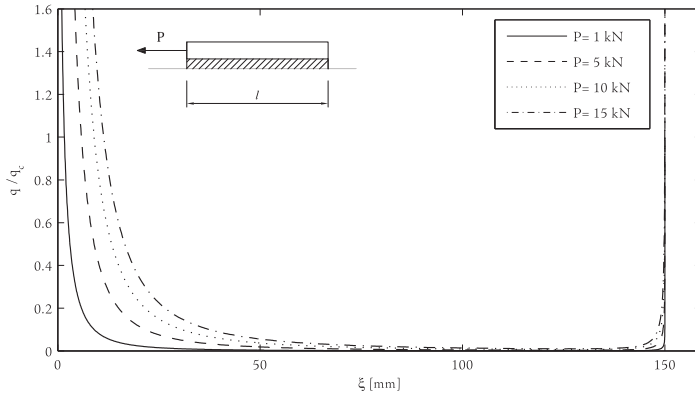 1.6
1.4
1.2
1
0.8
0.6
0.4
0.2
0
q /q_c
P
l
P= 1 kN
P= 5 kN
P= 10 kN
P= 15 kN
0 50 100 150
ξ [mm]